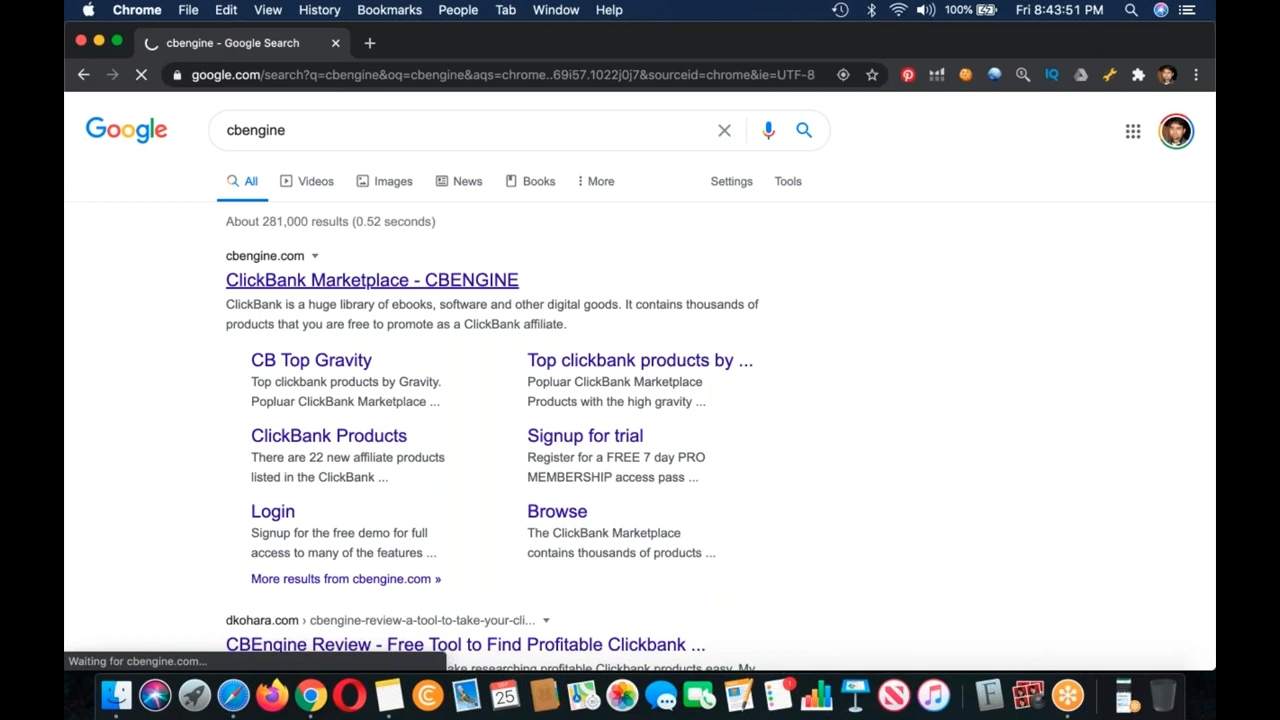 Chrome File Edit View History Bookmarks People Tab Window Help 100% Fri 8:43:51 PM
cbengine - Google Search
google.com/search?q=cbengine&oq=cbengine&aqs=chrome..69i57.1022j0j7&sourceid=chrome&ie=UTF-8
Google
cbengine
All Videos Images News Books More Settings Tools
About 281,000 results (0.52 seconds)
cbengine.com
ClickBank Marketplace - CBENGINE
ClickBank is a huge library of ebooks, software and other digital goods. It contains thousands of
products that you are free to promote as a ClickBank affiliate.
CB Top Gravity
Top clickbank products by Gravity.
Popluar ClickBank Marketplace ...
Top clickbank products by ...
Popluar ClickBank Marketplace
Products with the high gravity ...
ClickBank Products
There are 22 new affiliate products
listed in the ClickBank ...
Signup for trial
Register for a FREE 7 day PRO
MEMBERSHIP access pass ...
Login
Signup for the free demo for full
access to many of the features ...
Browse
The ClickBank Marketplace
contains thousands of products ...
More results from cbengine.com »
dkohara.com › cbengine-review-a-tool-to-take-your-cli...
CBEngine Review - Free Tool to Find Profitable Clickbank ...
researching profitable Clickbank products easy. My
Waiting for cbengine.com...
25
1